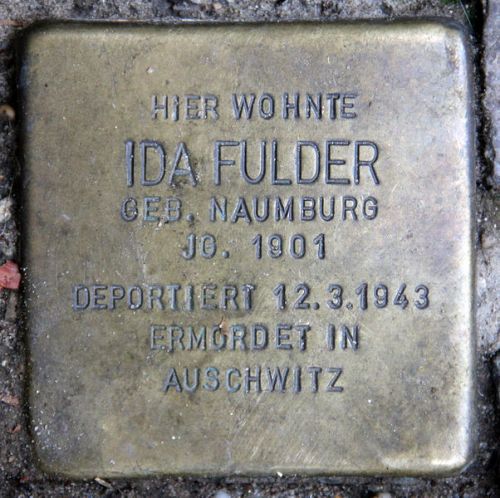 HIER WOHNTE
IDA FULDER
GEB. NAUMBURG
JG. 1901
DEPORTIERT 12.3.1943
ERMORDET IN
AUSCHWITZ